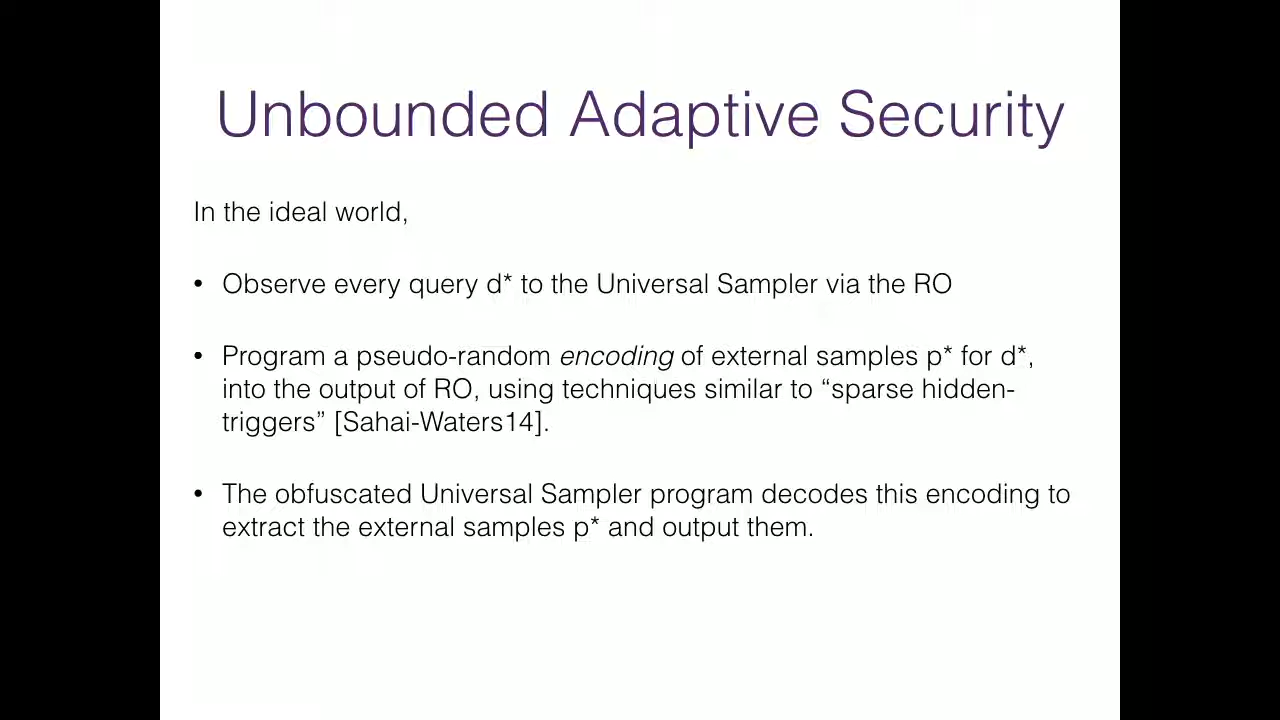 Unbounded Adaptive Security
In the ideal world,
• Observe every query d* to the Universal Sampler via the RO
• Program a pseudo-random encoding of external samples p* for d*,
into the output of RO, using techniques similar to “sparse hidden-
triggers” [Sahai-Waters14].
• The obfuscated Universal Sampler program decodes this encoding to
extract the external samples p* and output them.